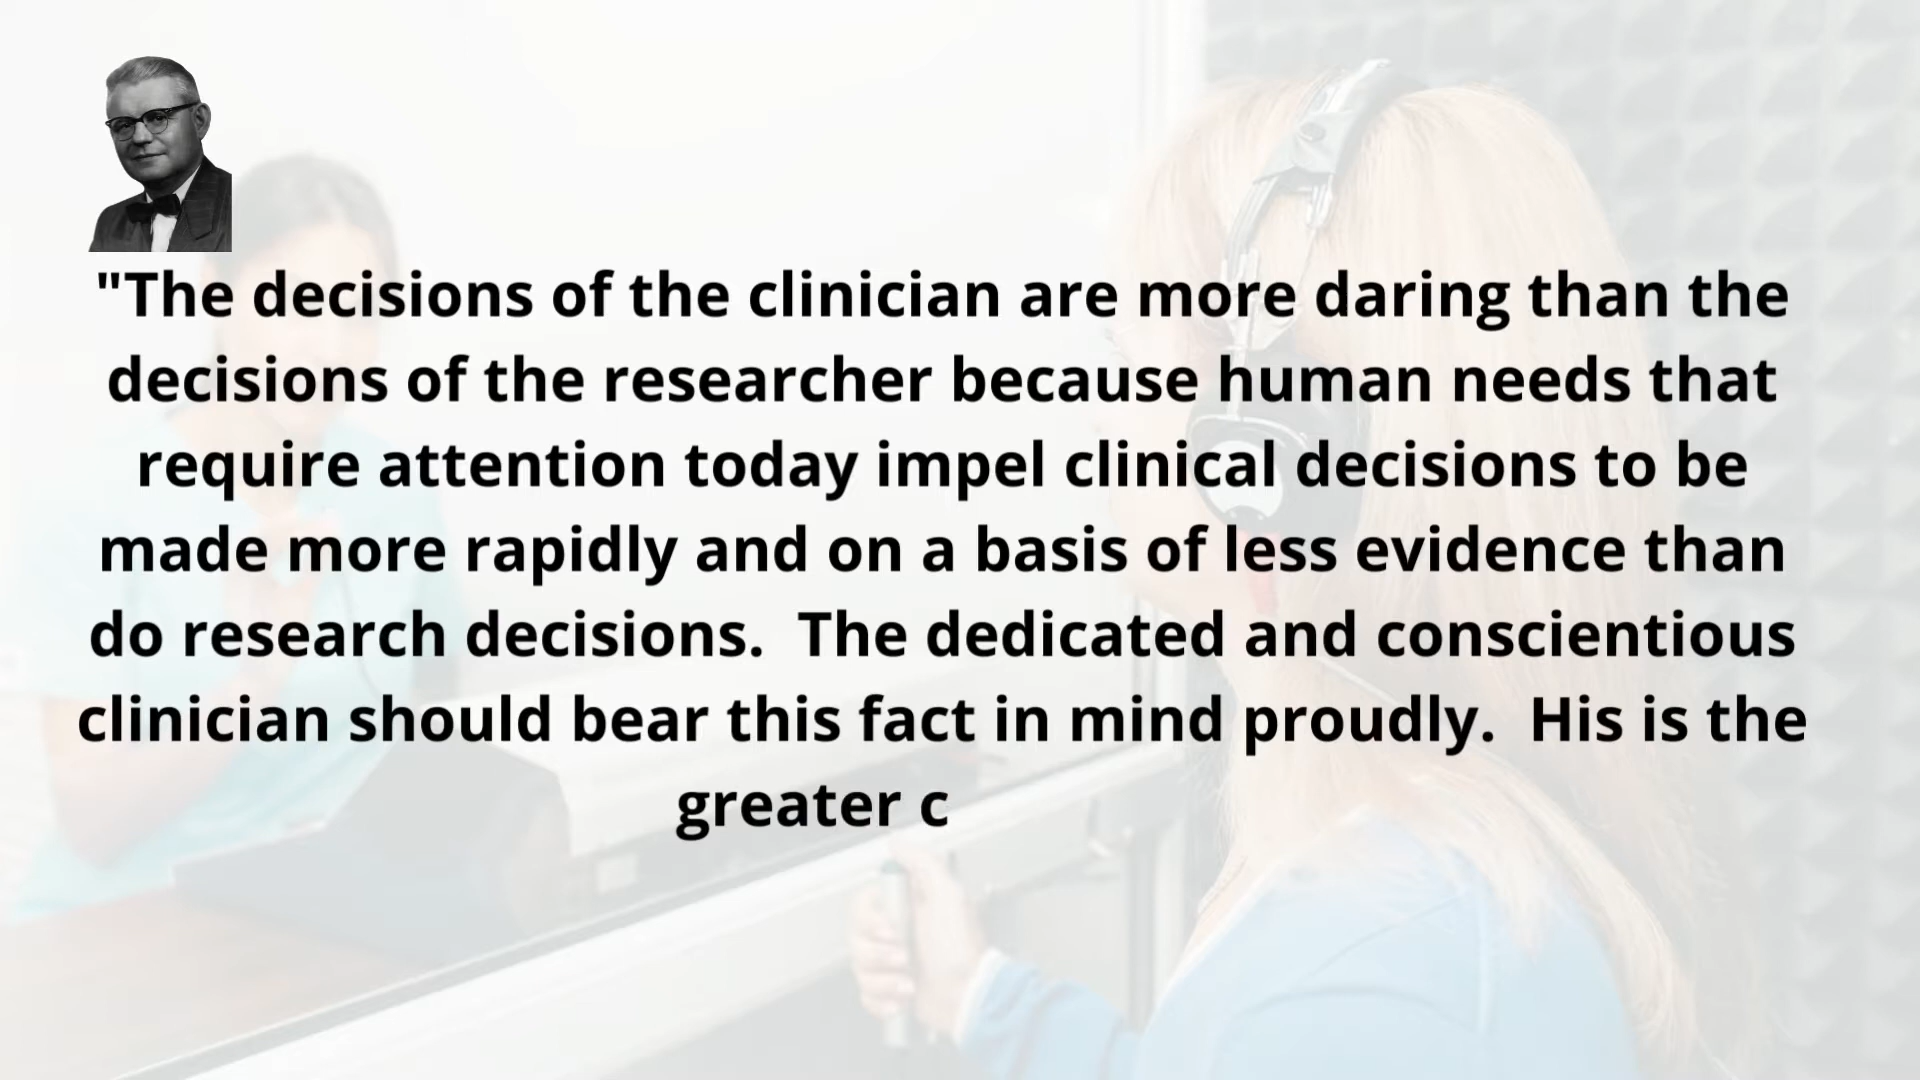 "The decisions of the clinician are more daring than the
decisions of the researcher because human needs that
require attention today impel clinical decisions to be
made more rapidly and on a basis of less evidence than
do research decisions.  The dedicated and conscientious
clinician should bear this fact in mind proudly.  His is the
greater c